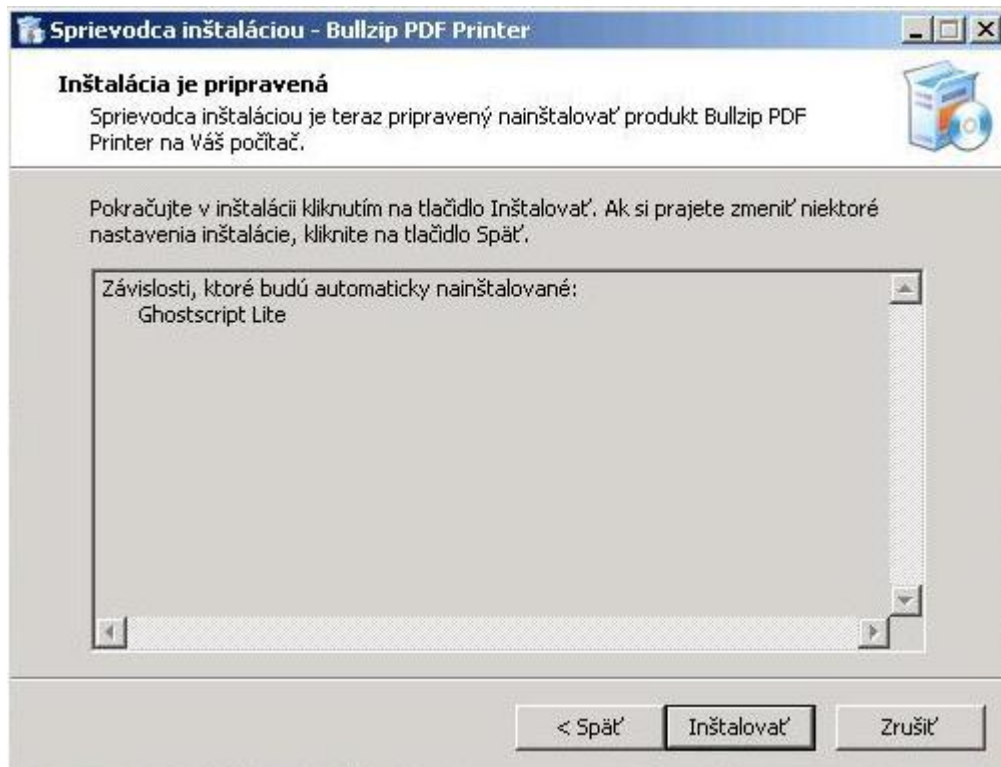 Sprievodca inštaláciou - Bullzip PDF Printer
Inštalácia je pripravená
Sprievodca inštaláciou je teraz pripravený nainštalovať produkt Bullzip PDF
Printer na Váš počítač.
Pokračujte v inštalácii kliknutím na tlačidlo Inštalovať. Ak si prajete zmeniť niektoré
nastavenia inštalácie, kliknite na tlačidlo Späť.
Závislosti, ktoré budú automaticky nainštalované:
Ghostscript Lite
< Späť
Inštalovať
Zrušiť